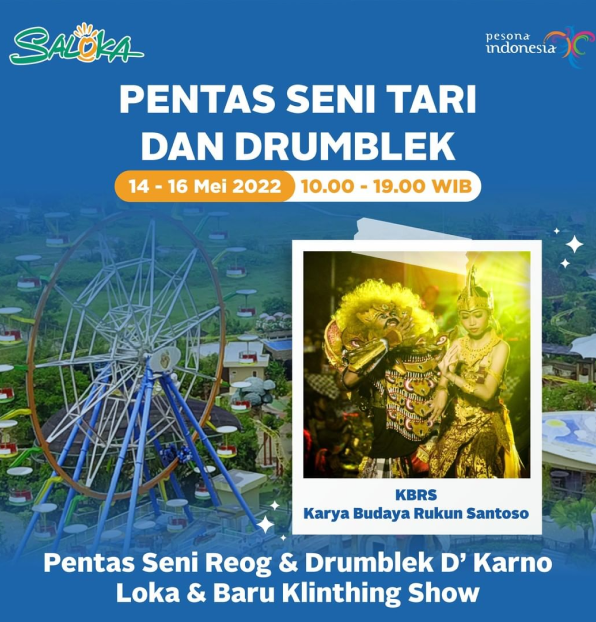 SALOKA
pesona
indonesia
PENTAS SENI TARI
DAN DRUMBLEK
14 - 16 Mei 2022 10.00 - 19.00 WIB
KBRS
Karya Budaya Rukun Santoso
Pentas Seni Reog & Drumblek D' Karno
Loka & Baru Klinthing Show